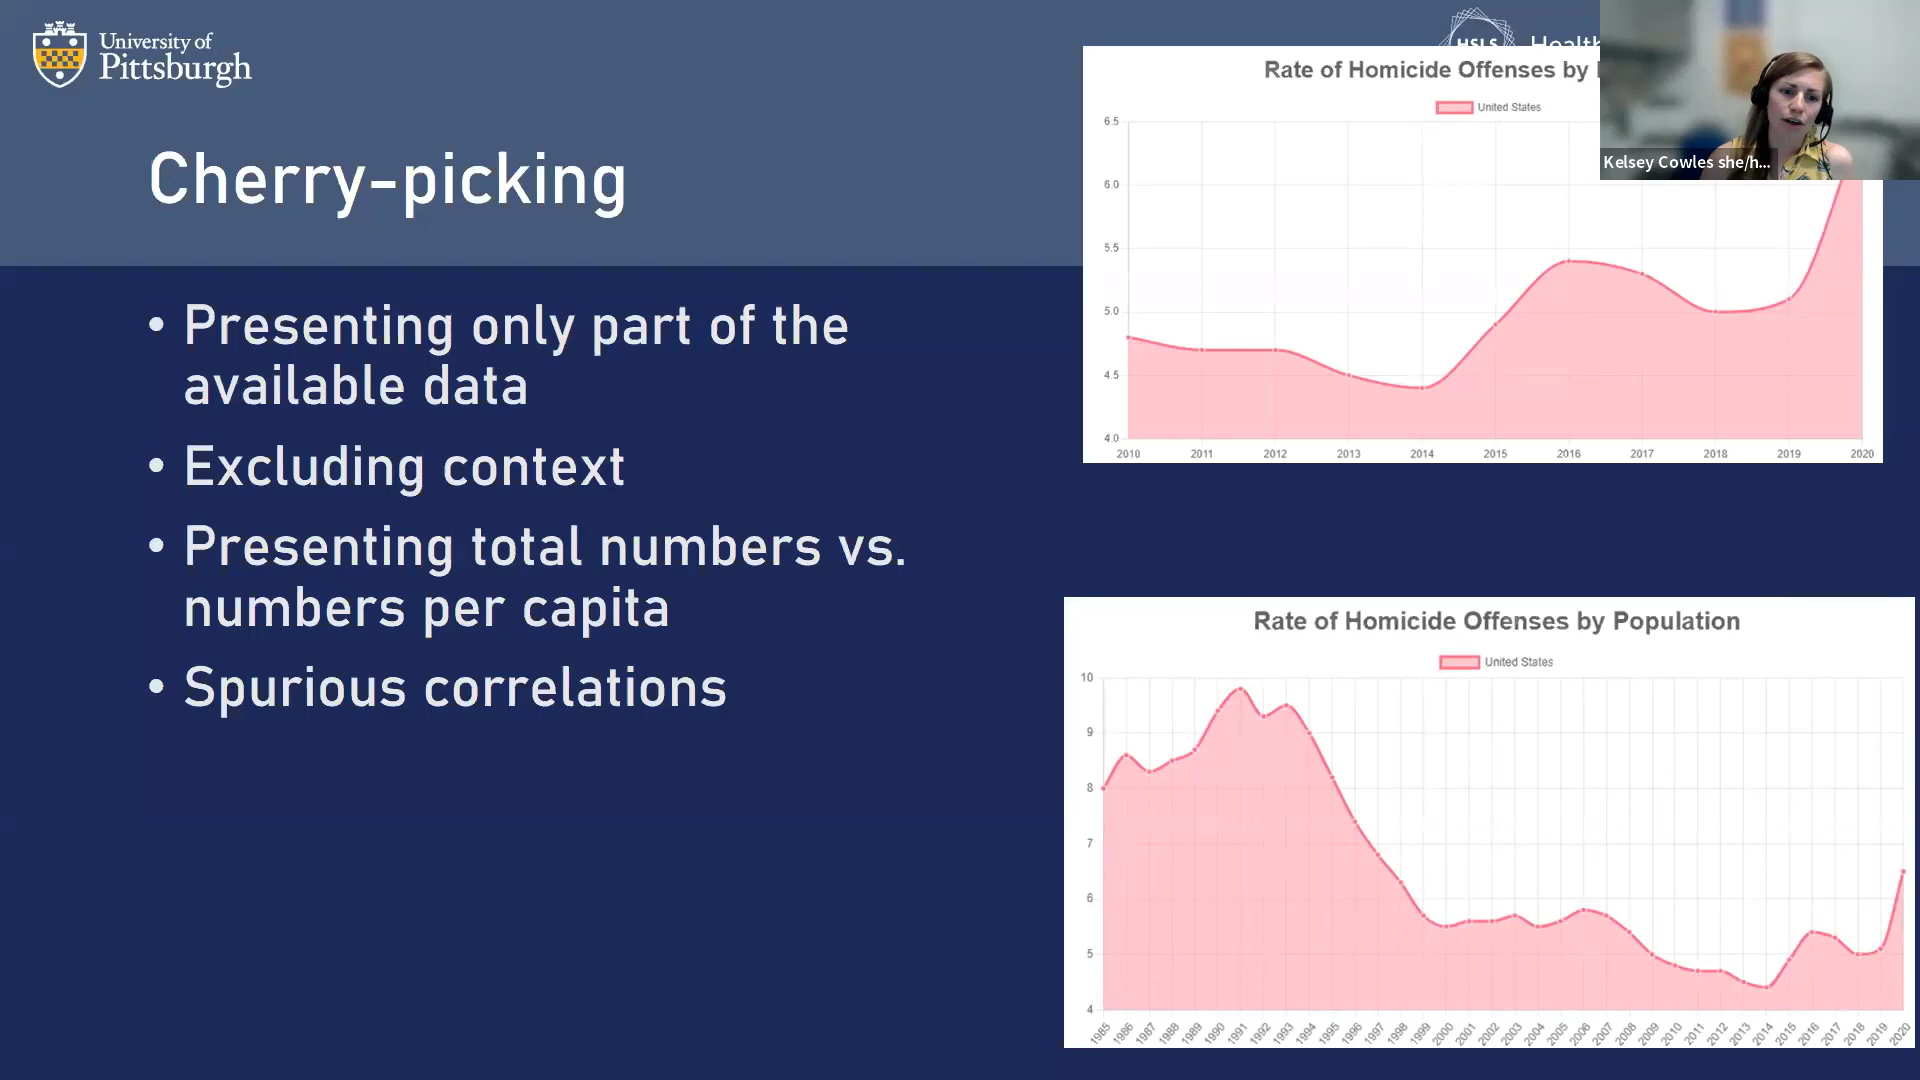 University of
Pittsburgh
HSLS
Health
Kelsey Cowles she/h...
Cherry-picking
• Presenting only part of the
available data
• Excluding context
• Presenting total numbers vs.
numbers per capita
• Spurious correlations
Rate of Homicide Offenses by
United States
6.5
6.0
5.5
5.0
4.5
4.0
2010 2011 2012 2013 2014 2015 2016 2017 2018 2019 2020
Rate of Homicide Offenses by Population
United States
10
9
8
7
6
5
4
1985 1986 1987 1988 1989 1990 1991 1992 1993 1994 1995 1996 1997 1998 1999 2000 2001 2002 2003 2004 2005 2006 2007 2008 2009 2010 2011 2012 2013 2014 2015 2016 2017 2018 2019 2020